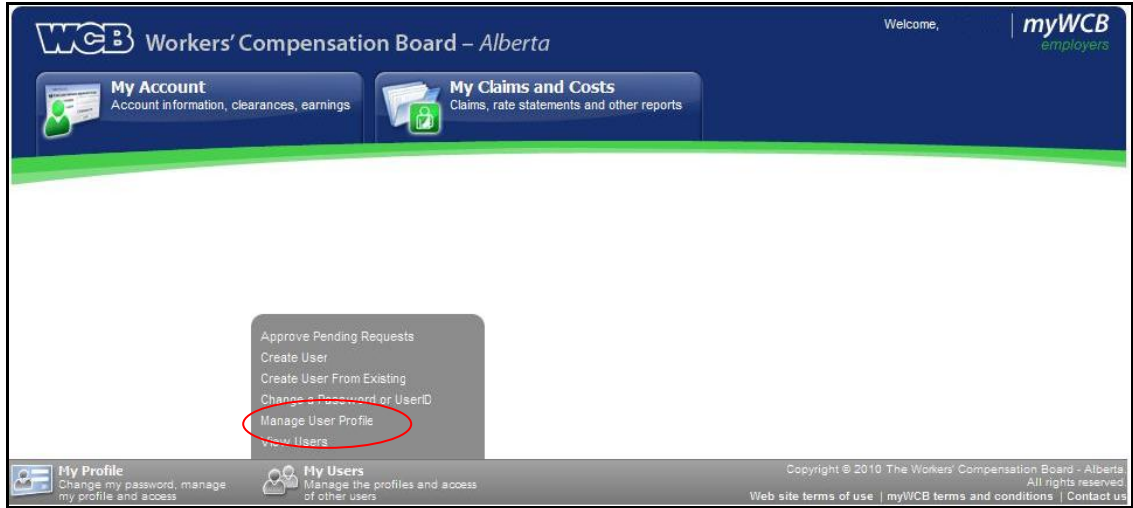 WCB Workers' Compensation Board – Alberta
Welcome,
myWCB
employers
My Account
Account information, clearances, earnings
My Claims and Costs
Claims, rate statements and other reports
Approve Pending Requests
Create User
Create User From Existing
Change a Password or UserID
Manage User Profile
View Users
My Profile
Change my password, manage
my profile and access
My Users
Manage the profiles and access
of other users
Copyright © 2010 The Workers' Compensation Board - Alberta.
All rights reserved.
Web site terms of use | myWCB terms and conditions | Contact us